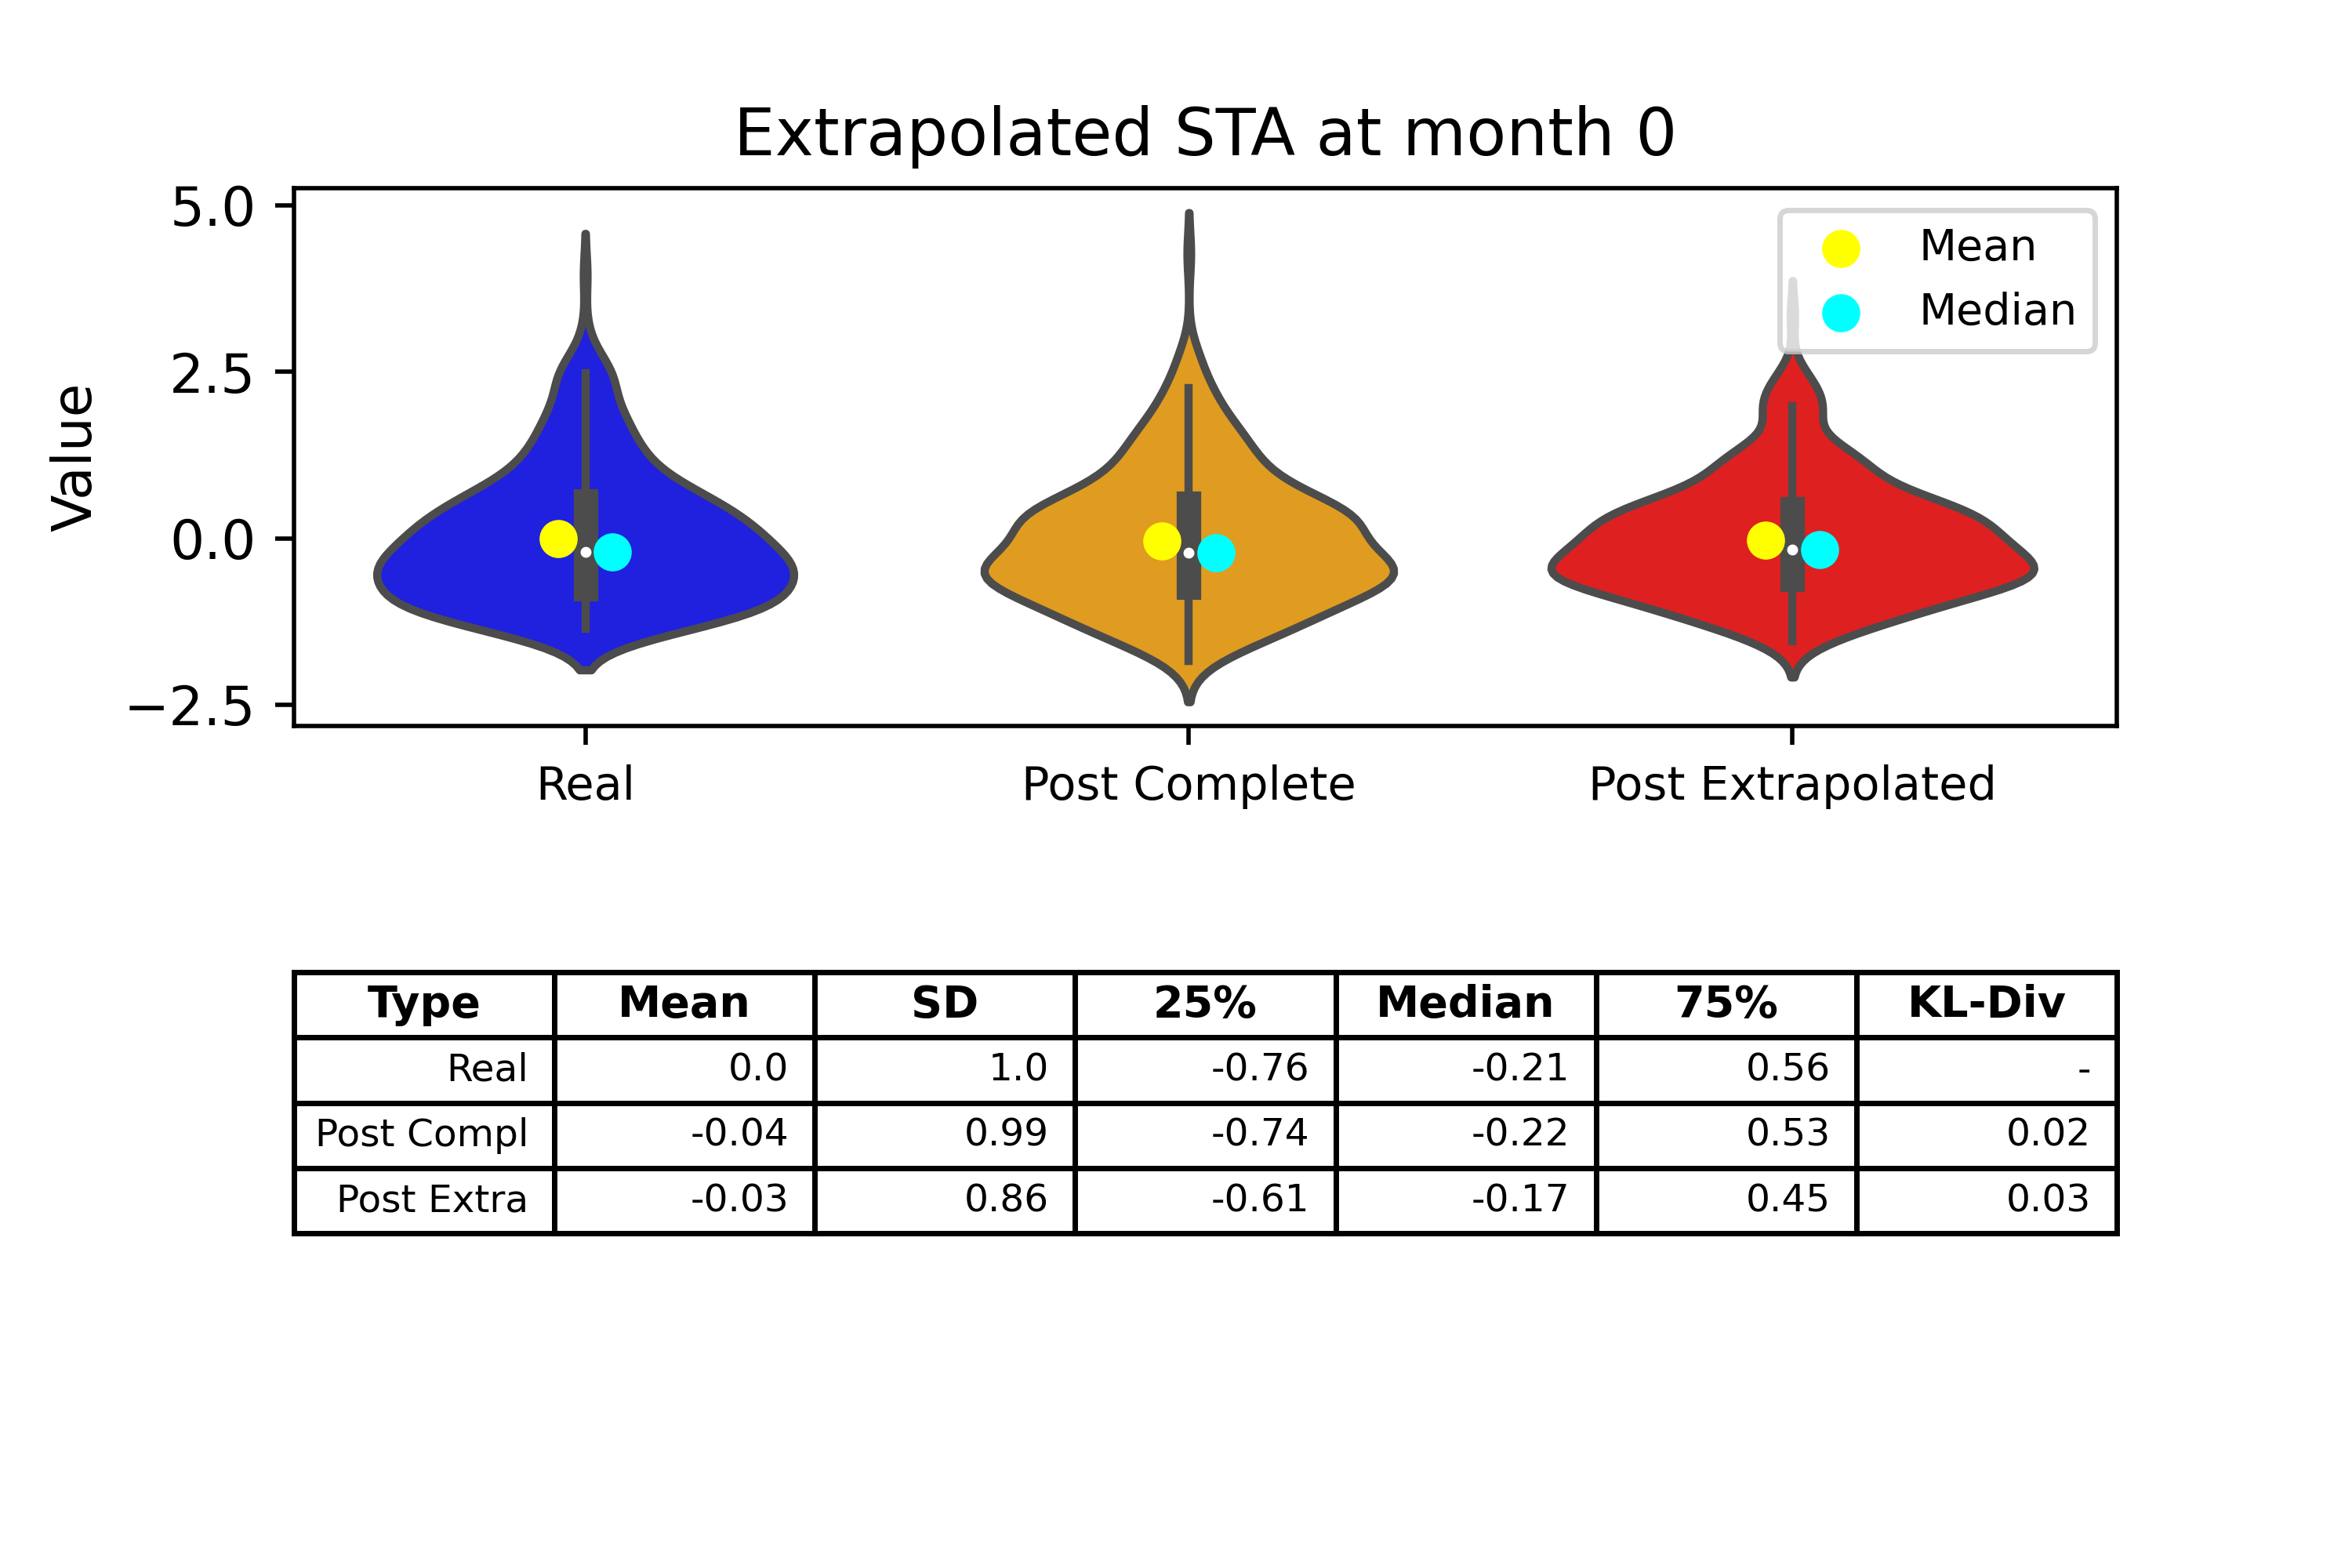 Extrapolated STA at month 0
5.0
2.5
0.0
−2.5
Value
Mean
Median
Real Post Complete Post Extrapolated
Type Mean SD 25% Median 75% KL-Div
Real 0.0 1.0 -0.76 -0.21 0.56 -
Post Compl -0.04 0.99 -0.74 -0.22 0.53 0.02
Post Extra -0.03 0.86 -0.61 -0.17 0.45 0.03